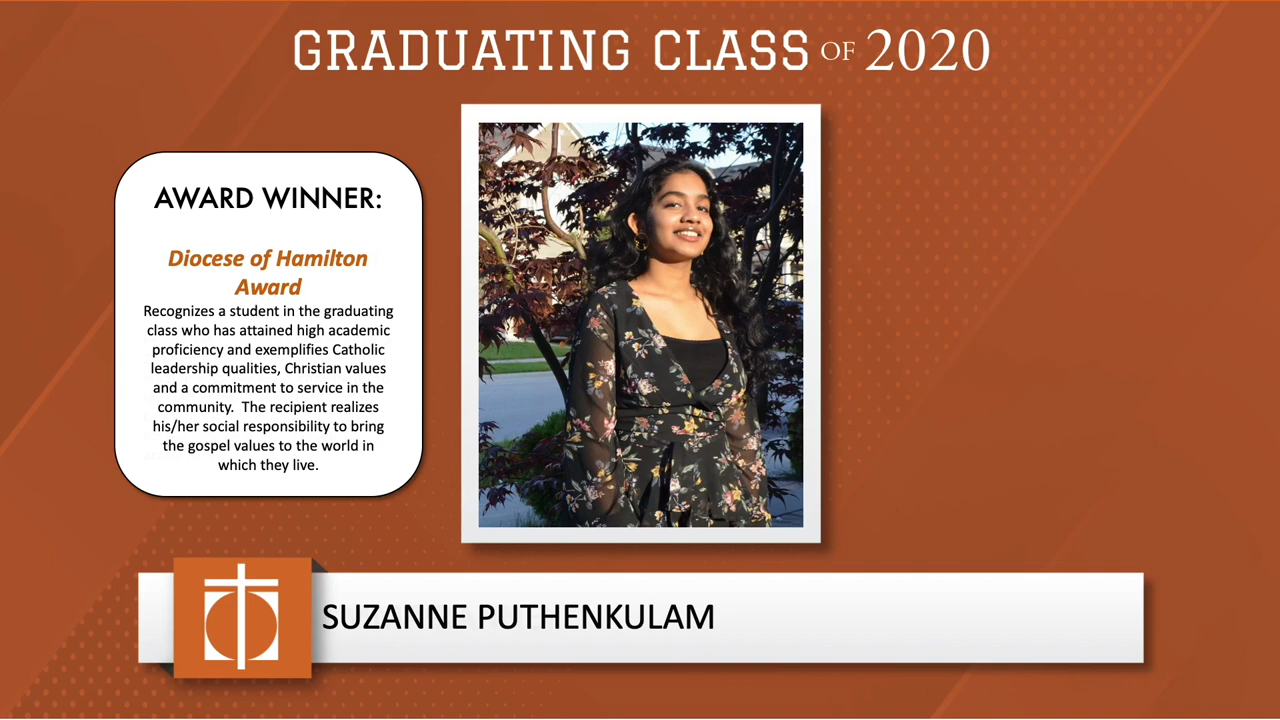 GRADUATING CLASS OF 2020
AWARD WINNER:
Diocese of Hamilton
Award
Recognizes a student in the graduating
class who has attained high academic
proficiency and exemplifies Catholic
leadership qualities, Christian values
and a commitment to service in the
community.  The recipient realizes
his/her social responsibility to bring
the gospel values to the world in
which they live.
SUZANNE PUTHENKULAM